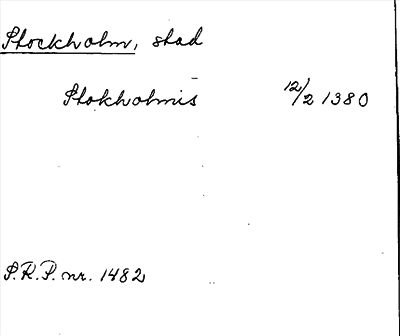 Stockholm, stad
Stokholmis 12/2 1380
S.R.P. nr. 1482